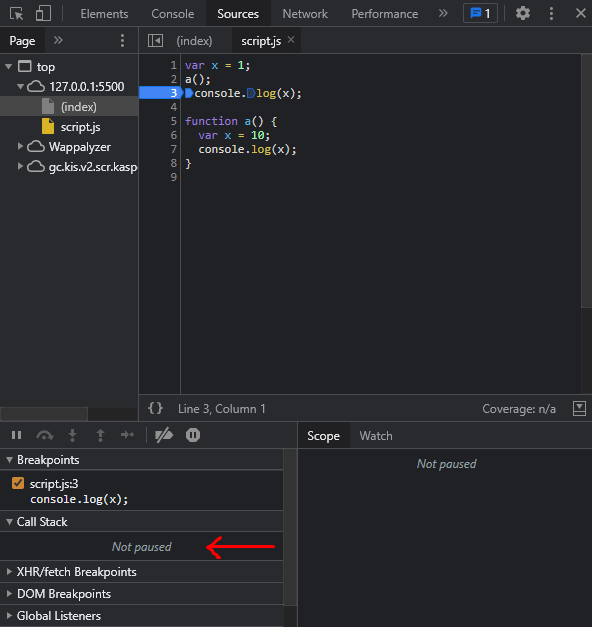 Elements Console Sources Network Performance » 1
Page » (index) script.js ×
top
127.0.0.1:5500
(index)
script.js
Wappalyzer
gc.kis.v2.scr.kasp
1 var x = 1;
2 a();
3 console.log(x);
4
5 function a() {
6 var x = 10;
7 console.log(x);
8 }
9
{} Line 3, Column 1 Coverage: n/a
Breakpoints
script.js:3
console.log(x);
Call Stack
Not paused
XHR/fetch Breakpoints
DOM Breakpoints
Global Listeners
Scope Watch
Not paused